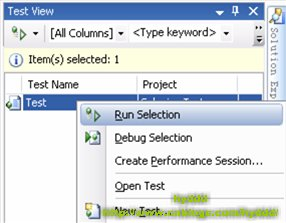 Test View
[All Columns]
<Type keyword>
Item(s) selected: 1
Test Name
Project
Test
Run Selection
Debug Selection
Create Performance Session...
Open Test
New Test
Solution Exp